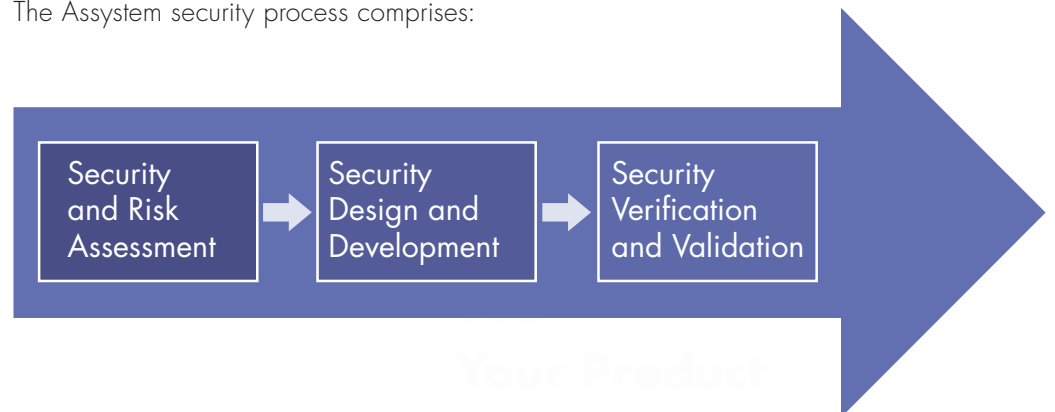 The Assystem security process comprises:
Security
and Risk
Assessment
Security
Design and
Development
Security
Verification
and Validation
Your Product